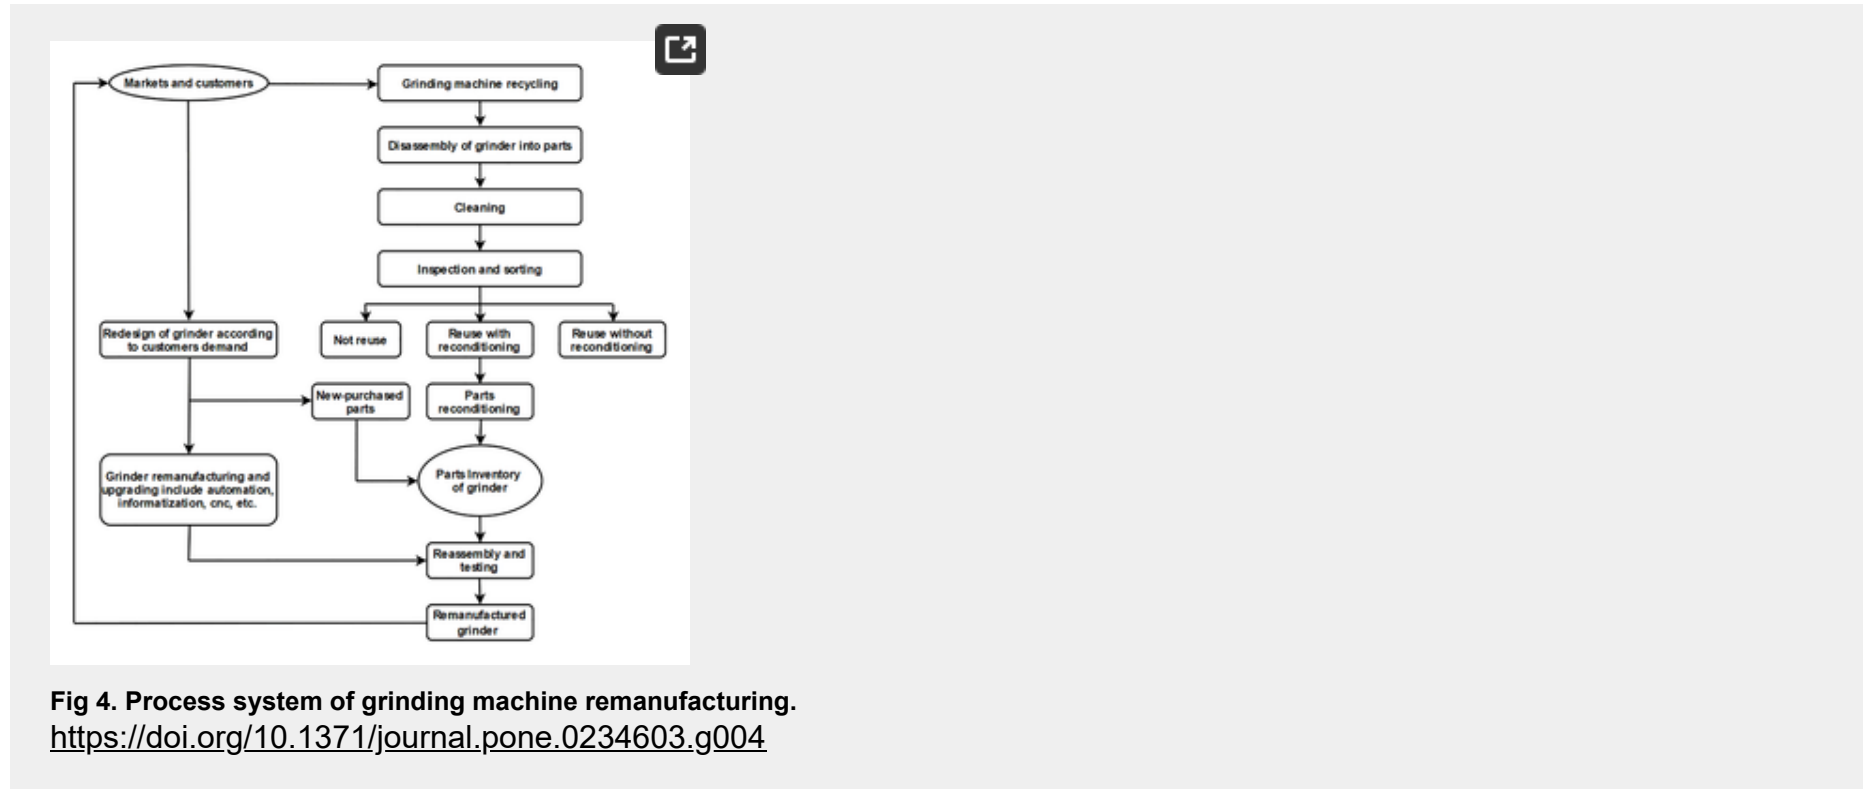 Markets and customers
Grinding machine recycling
Disassembly of grinder into parts
Cleaning
Inspection and sorting
Redesign of grinder according
to customers demand
Not reuse
Reuse with
reconditioning
Reuse without
reconditioning
New-purchased
parts
Parts
reconditioning
Grinder remanufacturing and
upgrading include automation,
informatization, cnc, etc.
Parts Inventory
of grinder
Reassembly and
testing
Remanufactured
grinder
Fig 4. Process system of grinding machine remanufacturing.
https://doi.org/10.1371/journal.pone.0234603.g004